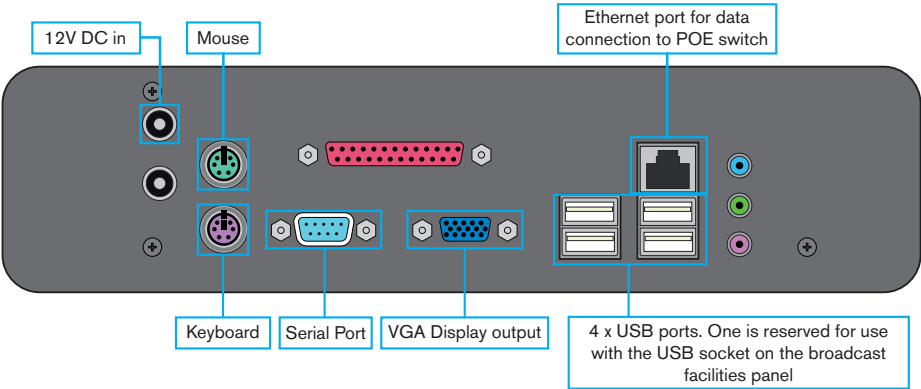 12V DC in
Mouse
Ethernet port for data
connection to POE switch
Keyboard
Serial Port
VGA Display output
4 x USB ports. One is reserved for use
with the USB socket on the broadcast
facilities panel